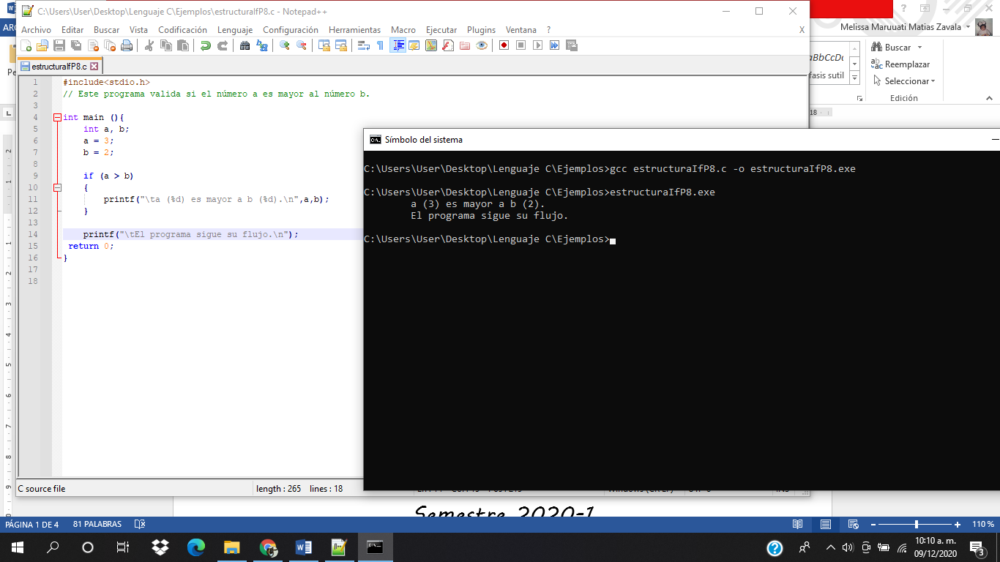 C:\Users\User\Desktop\Lenguaje C\Ejemplos\estructuraIfP8.c - Notepad++
Archivo Editar Buscar Vista Codificación Lenguaje Configuración Herramientas Macro Ejecutar Plugins Ventana ? X
estructuraIfP8.c
1 #include<stdio.h>
2 // Este programa valida si el número a es mayor al número b.
3
4 int main (){
5 int a, b;
6 a = 3;
7 b = 2;
8
9 if (a > b)
10 {
11 printf("\ta (%d) es mayor a b (%d).\n",a,b);
12 }
13
14 printf("\tEl programa sigue su flujo.\n");
15 return 0;
16 }
17
18
C source file length : 265 lines : 18
Melissa Maruuati Matias Zavala
Buscar
Reemplazar
Seleccionar
Edición
fasis sutil
18
Símbolo del sistema
C:\Users\User\Desktop\Lenguaje C\Ejemplos>gcc estructuraIfP8.c -o estructuraIfP8.exe
C:\Users\User\Desktop\Lenguaje C\Ejemplos>estructuraIfP8.exe
a (3) es mayor a b (2).
El programa sigue su flujo.
C:\Users\User\Desktop\Lenguaje C\Ejemplos>
Semestre 2020-1
PÁGINA 1 DE 4 81 PALABRAS 110 %
10:10 a. m.
09/12/2020
3